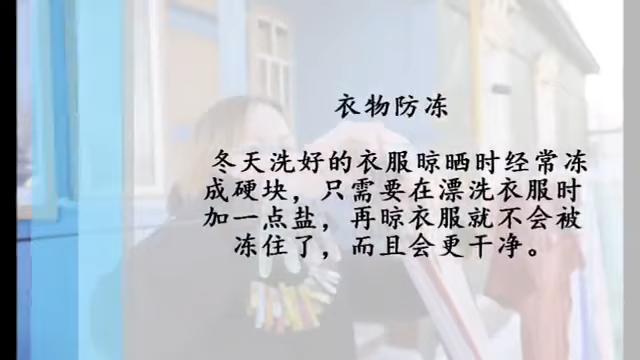 衣物防冻
冬天洗好的衣服晾晒时经常冻
成硬块，只需要在漂洗衣服时
加一点盐，再晾衣服就不会被
冻住了，而且会更干净。